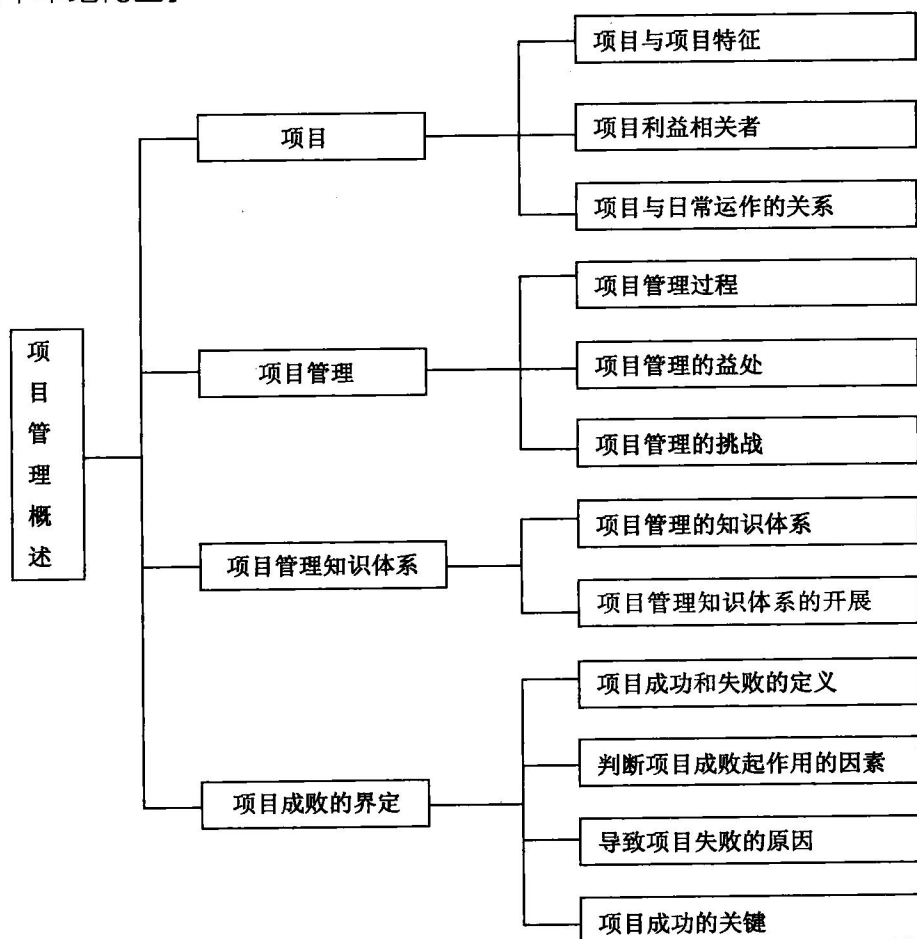 项目与项目特征
项目
项目利益相关者
项目与日常运作的关系
项目管理过程
项目管理概述
项目管理
项目管理的益处
项目管理的挑战
项目管理的知识体系
项目管理知识体系
项目管理知识体系的开展
项目成功和失败的定义
判断项目成败起作用的因素
项目成败的界定
导致项目失败的原因
项目成功的关键